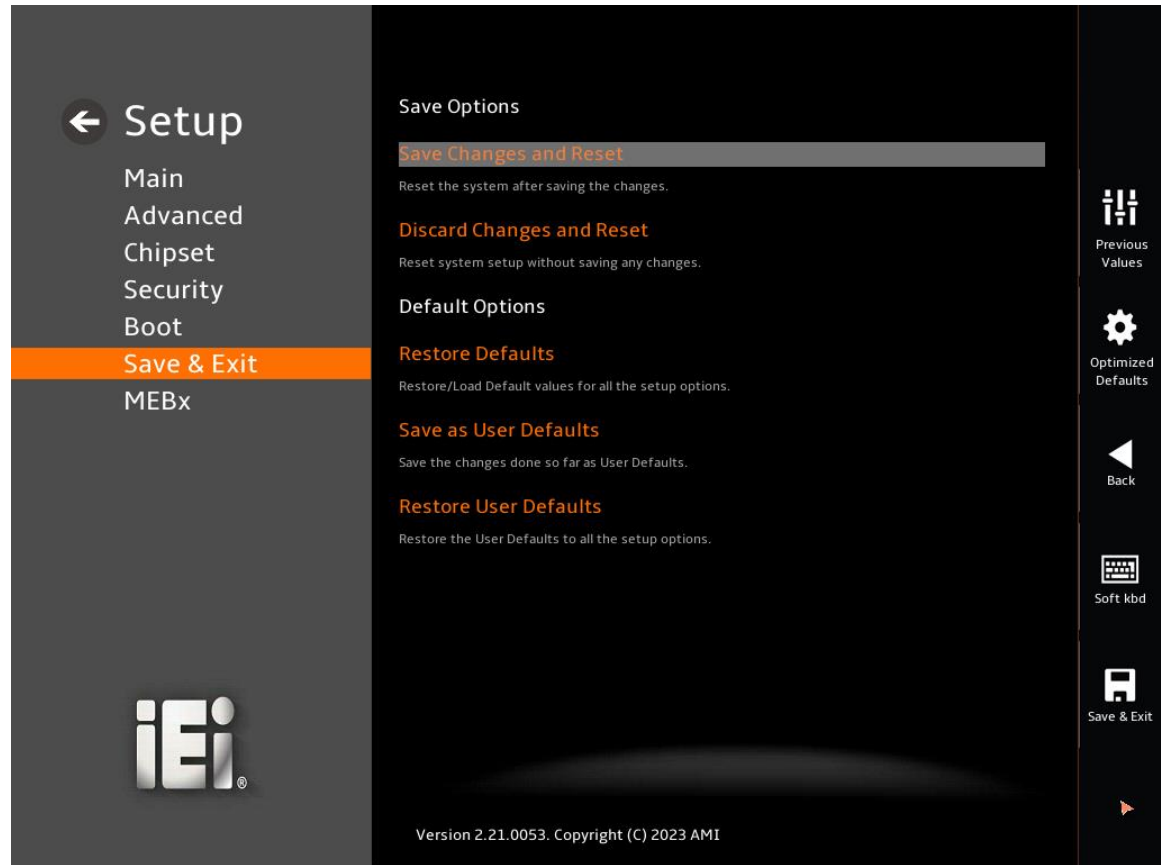 Setup
Main
Advanced
Chipset
Security
Boot
Save & Exit
MEBx
iEi®
Save Options
Save Changes and Reset
Reset the system after saving the changes.
Discard Changes and Reset
Reset system setup without saving any changes.
Default Options
Restore Defaults
Restore/Load Default values for all the setup options.
Save as User Defaults
Save the changes done so far as User Defaults.
Restore User Defaults
Restore the User Defaults to all the setup options.
Version 2.21.0053. Copyright (C) 2023 AMI
Previous
Values
Optimized
Defaults
Back
Soft kbd
Save & Exit